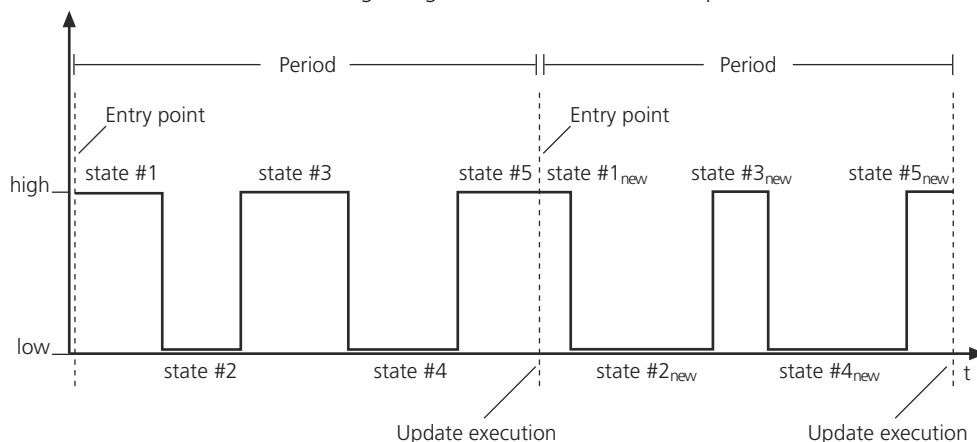 Period Period
Entry point Entry point
state #1 state #3 state #5 state #1new state #3new state #5new
high
low
state #2 state #4 state #2new state #4new t
Update execution Update execution